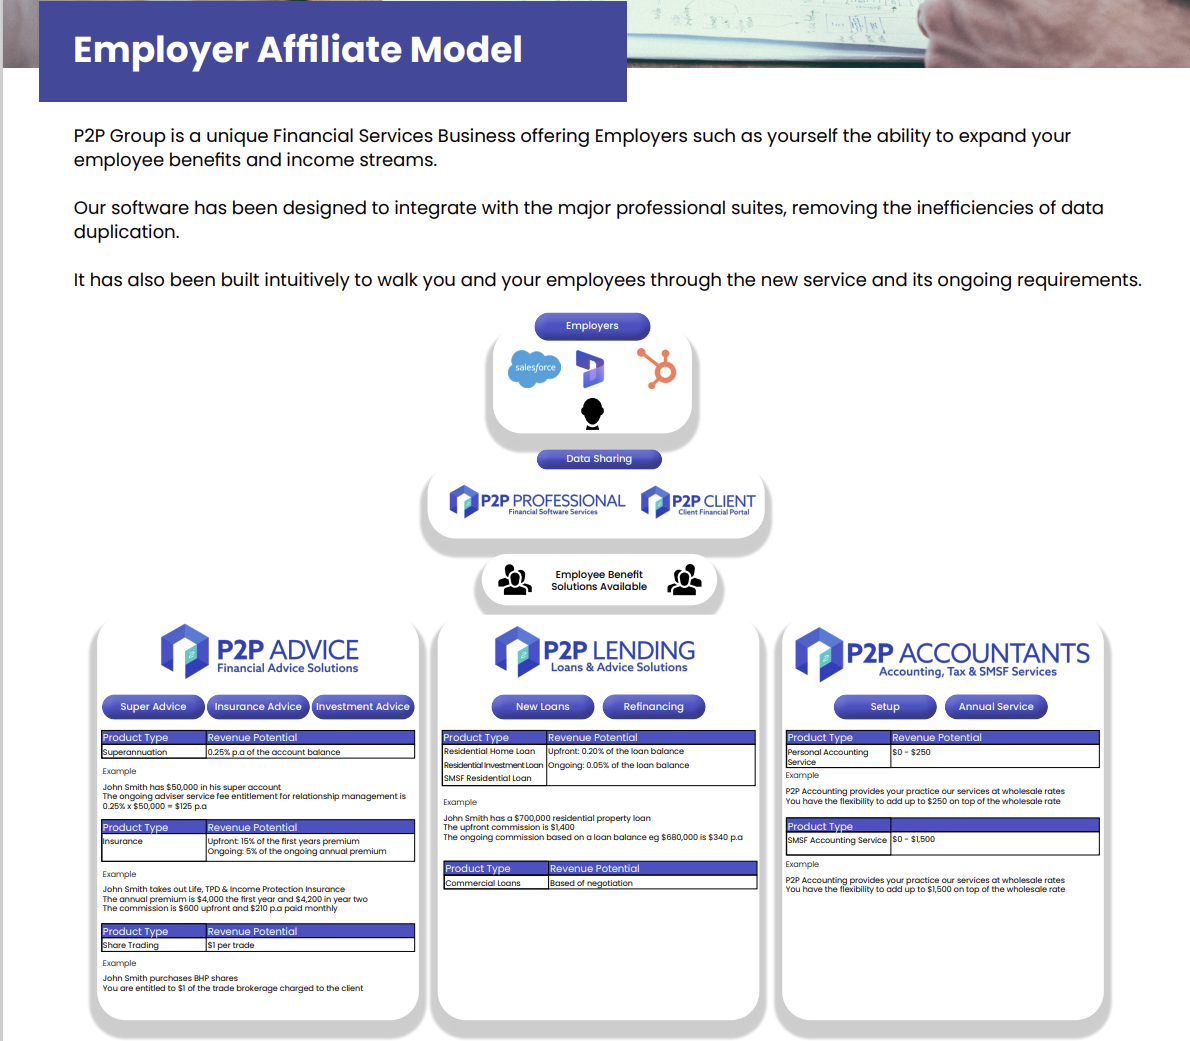 Employer Affiliate Model
P2P Group is a unique Financial Services Business offering Employers such as yourself the ability to expand your
employee benefits and income streams.
Our software has been designed to integrate with the major professional suites, removing the inefficiencies of data
duplication.
It has also been built intuitively to walk you and your employees through the new service and its ongoing requirements.
Employers
salesforce
Data Sharing
P2P PROFESSIONAL
Financial Software Services
P2P CLIENT
Client Financial Portal
Employee Benefit
Solutions Available
P2P ADVICE
Financial Advice Solutions
Super Advice
Insurance Advice
Investment Advice
Product Type
Revenue Potential
Superannuation
0.25% p.a of the account balance
Example
John Smith has $50,000 in his super account
The ongoing adviser service fee entitlement for relationship management is
0.25% x $50,000 = $125 p.a
Product Type
Revenue Potential
Insurance
Upfront: 15% of the first years premium
Ongoing: 5% of the ongoing annual premium
Example
John Smith takes out Life, TPD & Income Protection Insurance
The annual premium is $4,000 the first year and $4,200 in year two
The commission is $600 upfront and $210 p.a paid monthly
Product Type
Revenue Potential
Share Trading
$1 per trade
Example
John Smith purchases BHP shares
You are entitled to $1 of the trade brokerage charged to the client
P2P LENDING
Loans & Advice Solutions
New Loans
Refinancing
Product Type
Revenue Potential
Residential Home Loan
Upfront: 0.20% of the loan balance
Residential Investment Loan
Ongoing: 0.05% of the loan balance
SMSF Residential Loan
Example
John Smith has a $700,000 residential property loan
The upfront commission is $1,400
The ongoing commission based on a loan balance eg $680,000 is $340 p.a
Product Type
Revenue Potential
Commercial Loans
Based of negotiation
P2P ACCOUNTANTS
Accounting, Tax & SMSF Services
Setup
Annual Service
Product Type
Revenue Potential
Personal Accounting
Service
$0 - $250
Example
P2P Accounting provides your practice our services at wholesale rates
You have the flexibility to add up to $250 on top of the wholesale rate
Product Type
SMSF Accounting Service
$0 - $1,500
Example
P2P Accounting provides your practice our services at wholesale rates
You have the flexibility to add up to $1,500 on top of the wholesale rate